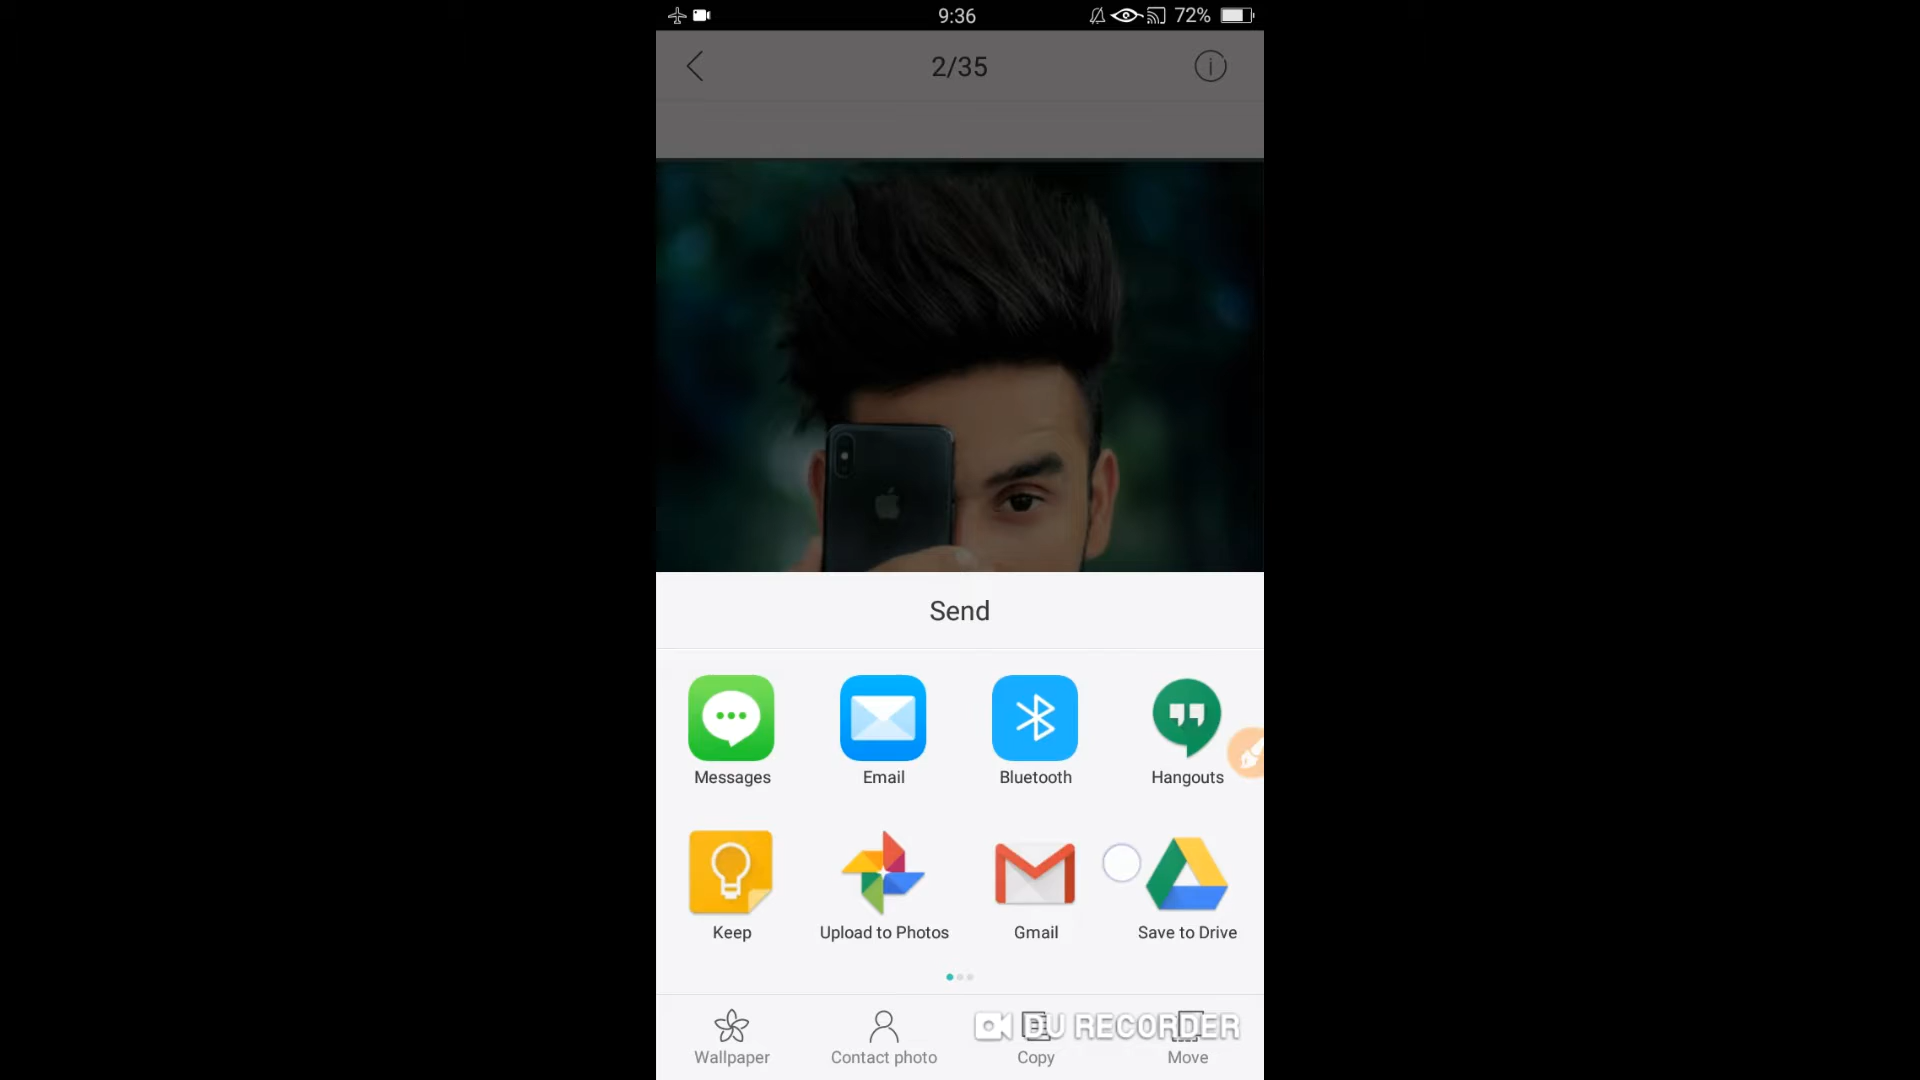 9:36
72%
2/35
Send
Messages
Email
Bluetooth
Hangouts
Keep
Upload to Photos
Gmail
Save to Drive
DU RECORDER
Wallpaper
Contact photo
Copy
Move